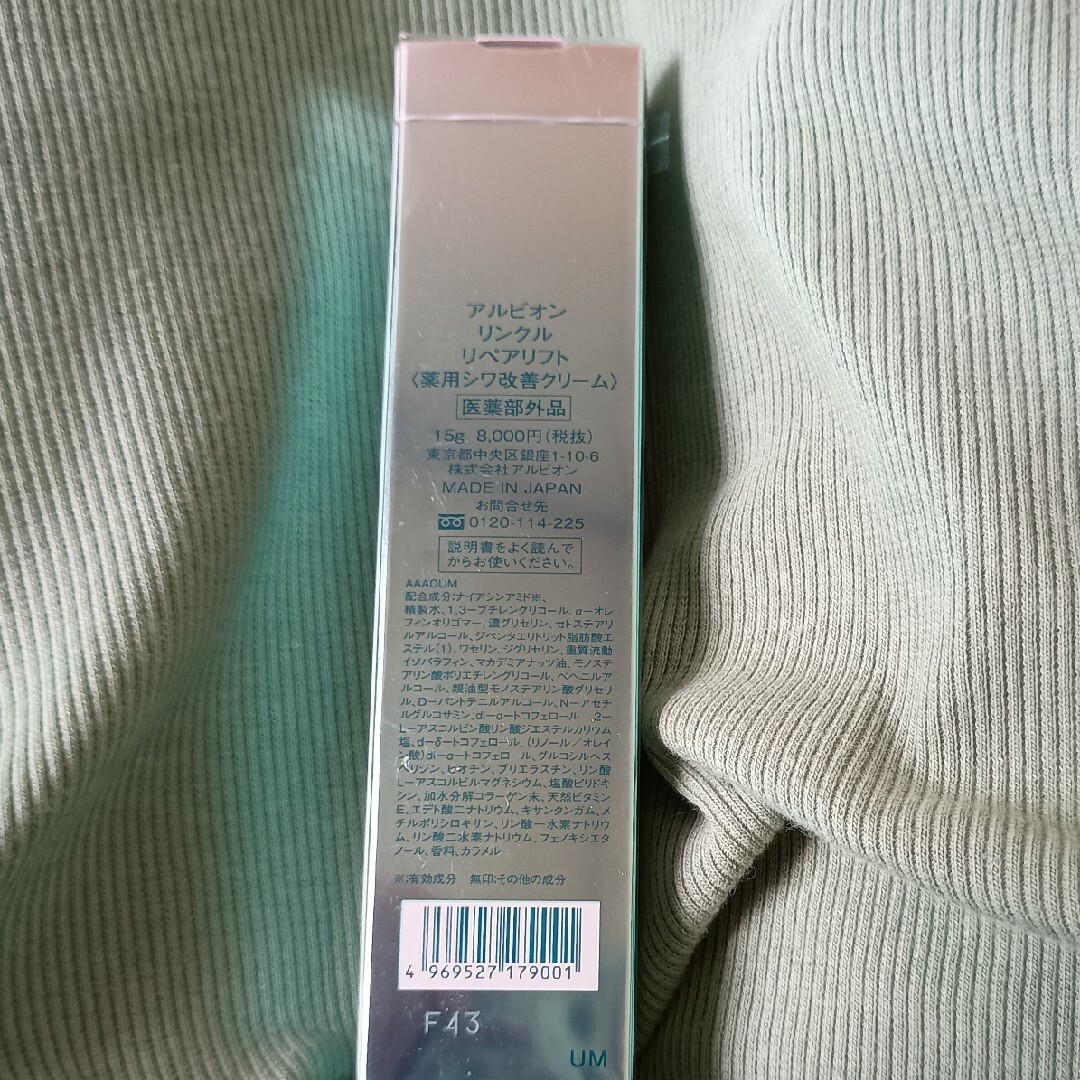 アルビオン
リンクル
リペアリフト
〈薬用シワ改善クリーム〉
医薬部外品
15g 8,000円(税抜)
東京都中央区銀座1-10-6
株式会社アルビオン
MADE IN JAPAN
お問合せ先
0120-114-225
説明書をよく読んで
からお使いください。
AAAOUM
配合成分:ナイアシンアミド※、
精製水、1,3-ブチレングリコール、α-オレ
フィンオリゴマー、濃グリセリン、セトステアリ
ルアルコール、ジペンタエリトリット脂肪酸エ
ステル(1)、ワセリン、ジグリセリン、重質流動
イソパラフィン、マカデミアナッツ油、モノステ
アリン酸ポリエチレングリコール、ベヘニルア
ルコール、親油型モノステアリン酸グリセリ
ル、D-パントテニルアルコール、N-アセチ
ルグルコサミン、dl-α-トコフェロール 2-
L-アスコルビン酸リン酸ジエステルカリウム
塩、d-δ-トコフェロール、(リノール/オレイ
ン酸)dl-α-トコフェロール、グルコシルヘス
ペリジン、ビオチン、ブリエラスチン、リン酸
L-アスコルビルマグネシウム、塩酸ピリドキ
シン、加水分解コラーゲン末、天然ビタミン
E、エデト酸二ナトリウム、キサンタンガム、メ
チルポリシロキサン、リン酸一水素ナトリウ
ム、リン酸二水素ナトリウム、フェノキシエタ
ノール、香料、カラメル
※:有効成分 無印:その他の成分
4 969527 179001
F43
UM